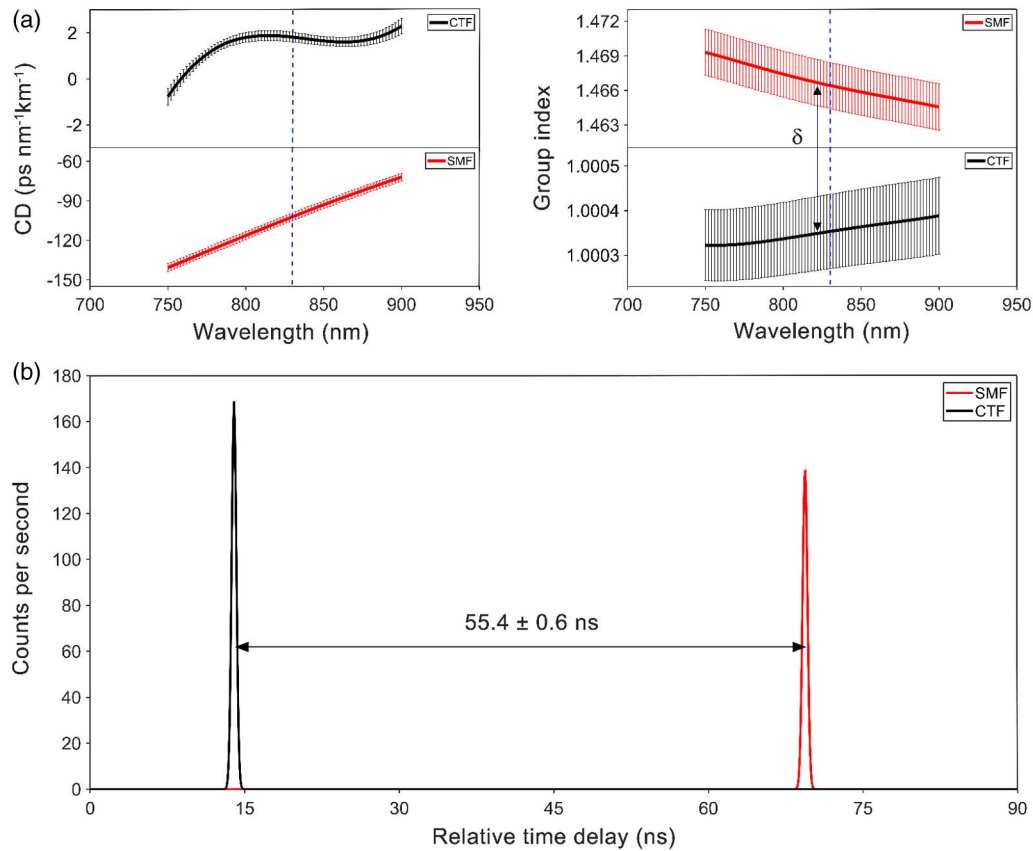 (a)
CD (ps nm⁻¹km⁻¹)
2
0
-2
CTF
-60
-90
-120
-150
SMF
700
750
800
850
900
950
Wavelength (nm)
Group index
1.472
1.469
1.466
1.463
SMF
δ
1.0005
1.0004
1.0003
CTF
700
750
800
850
900
950
Wavelength (nm)
(b)
Counts per second
180
160
140
120
100
80
60
40
20
0
SMF
CTF
55.4 ± 0.6 ns
0
15
30
45
60
75
90
Relative time delay (ns)